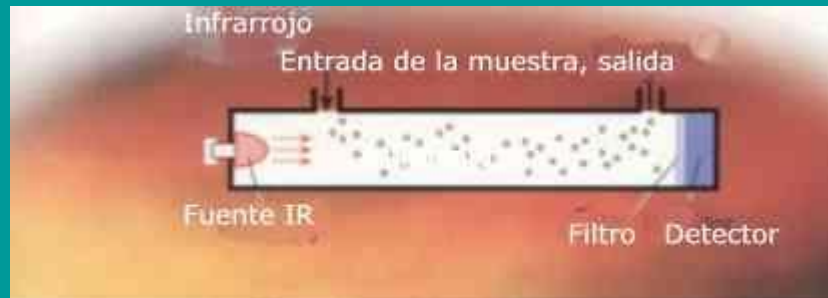 Infrarrojo
Entrada de la muestra, salida
Fuente IR
Filtro Detector